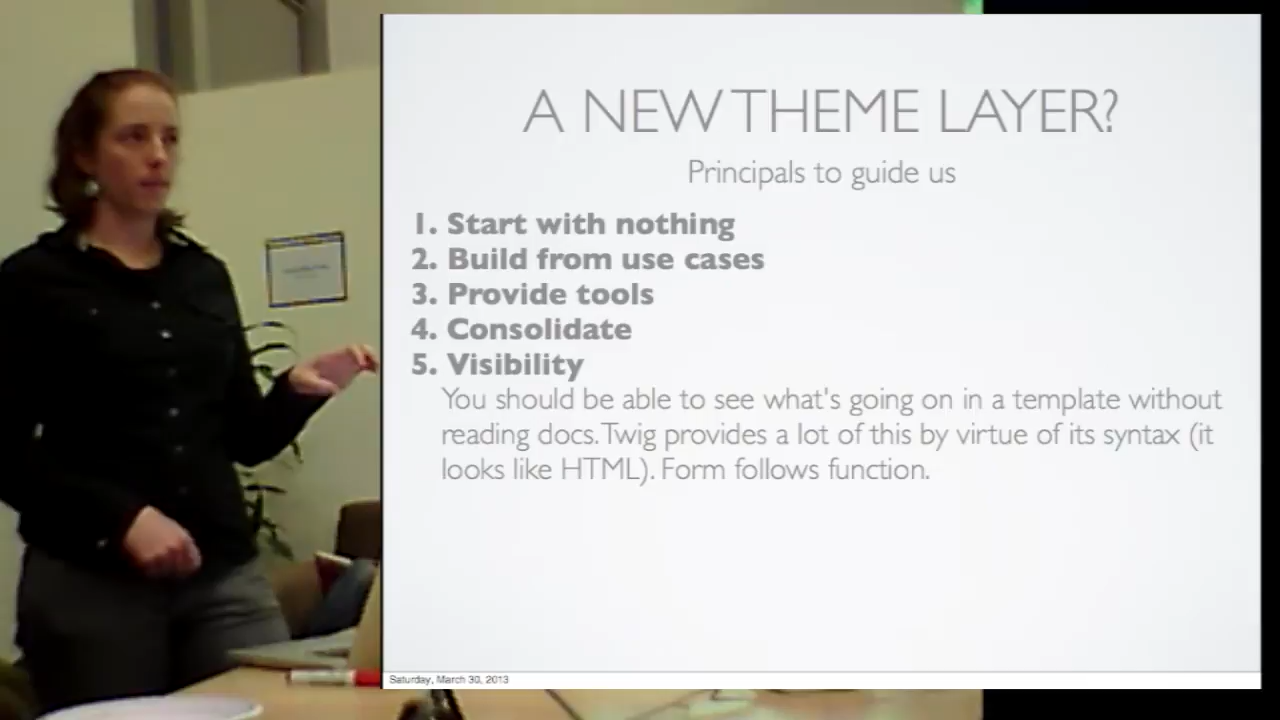 A NEW THEME LAYER?
Principals to guide us
1. Start with nothing
2. Build from use cases
3. Provide tools
4. Consolidate
5. Visibility
You should be able to see what's going on in a template without
reading docs. Twig provides a lot of this by virtue of its syntax (it
looks like HTML). Form follows function.
Saturday, March 30, 2013